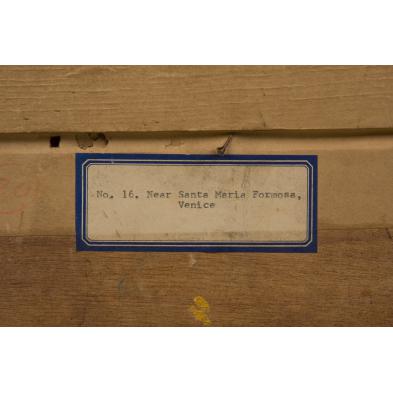 No. 16. Near Santa Maria Formosa,
Venice